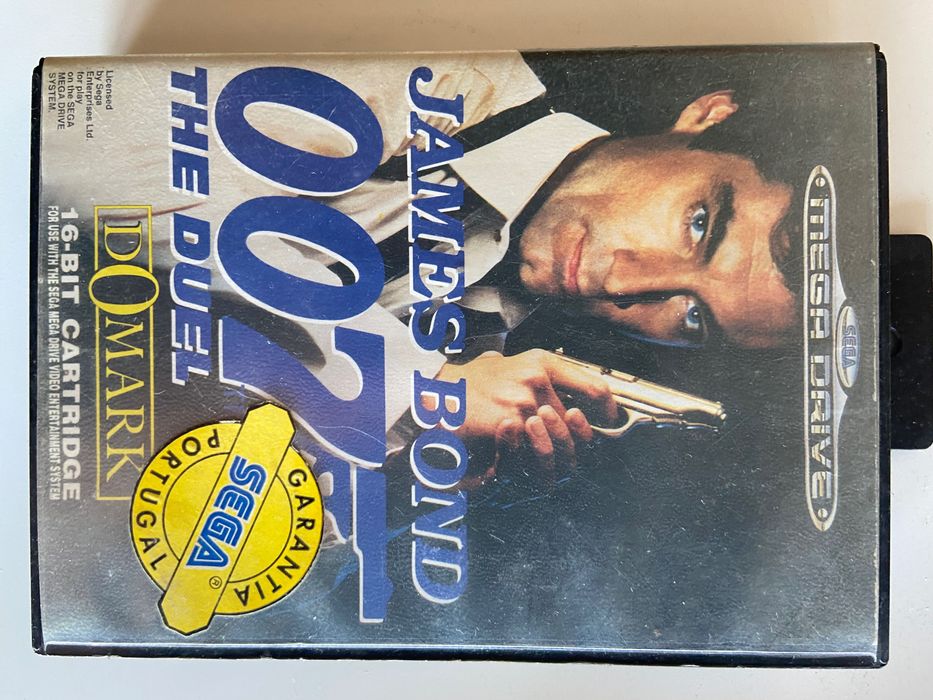 MEGA DRIVE
SEGA
JAMES BOND
007
THE DUEL
GARANTIA
SEGA®
PORTUGAL
DOMARK
16-BIT CARTRIDGE
FOR USE WITH THE SEGA MEGA DRIVE VIDEO ENTERTAINMENT SYSTEM
Licensed
by Sega
Enterprises Ltd.
for play
on the SEGA
MEGA DRIVE
SYSTEM.